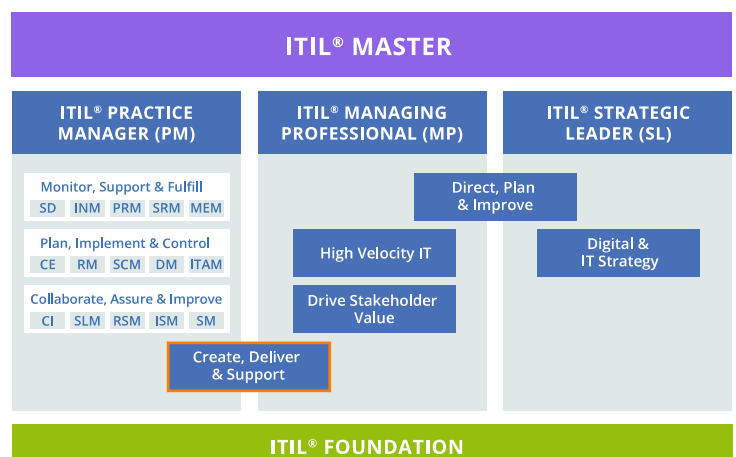 ITIL® MASTER
ITIL® PRACTICE
MANAGER (PM)
Monitor, Support & Fulfill
SD INM PRM SRM MEM
Plan, Implement & Control
CE RM SCM DM ITAM
Collaborate, Assure & Improve
CI SLM RSM ISM SM
ITIL® MANAGING
PROFESSIONAL (MP)
Direct, Plan
& Improve
High Velocity IT
Drive Stakeholder
Value
Create, Deliver
& Support
ITIL® STRATEGIC
LEADER (SL)
Digital &
IT Strategy
ITIL® FOUNDATION